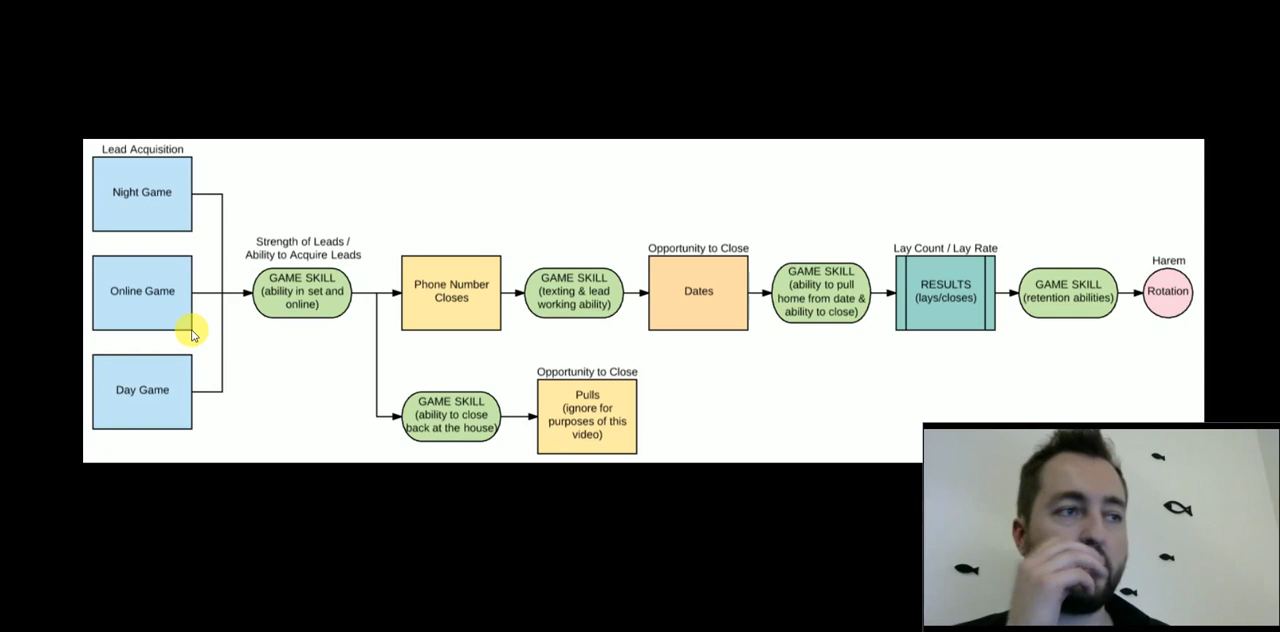 Lead Acquisition
Night Game
Online Game
Day Game
Strength of Leads /
Ability to Acquire Leads
GAME SKILL
(ability in set and
online)
Phone Number
Closes
GAME SKILL
(texting & lead
working ability)
Opportunity to Close
Dates
GAME SKILL
(ability to pull
home from date &
ability to close)
Lay Count / Lay Rate
RESULTS
(lays/closes)
GAME SKILL
(retention abilities)
Harem
Rotation
GAME SKILL
(ability to close
back at the house)
Opportunity to Close
Pulls
(ignore for
purposes of this
video)